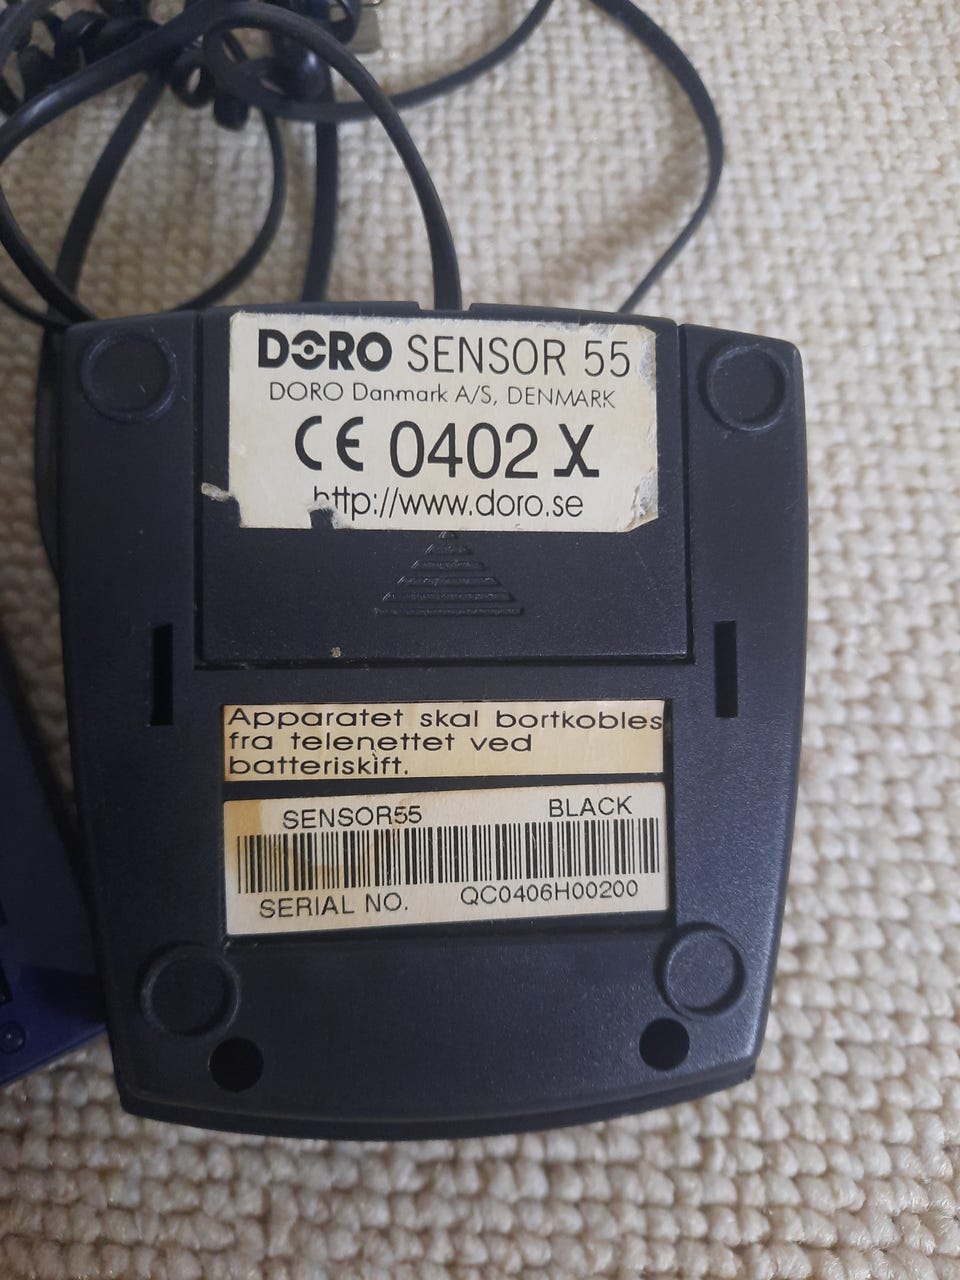 DORO SENSOR 55
DORO Danmark A/S, DENMARK
CE 0402 X
http://www.doro.se
Apparatet skal bortkobles
fra telenettet ved
batteriskift.
SENSOR55 BLACK
SERIAL NO. QC0406H00200